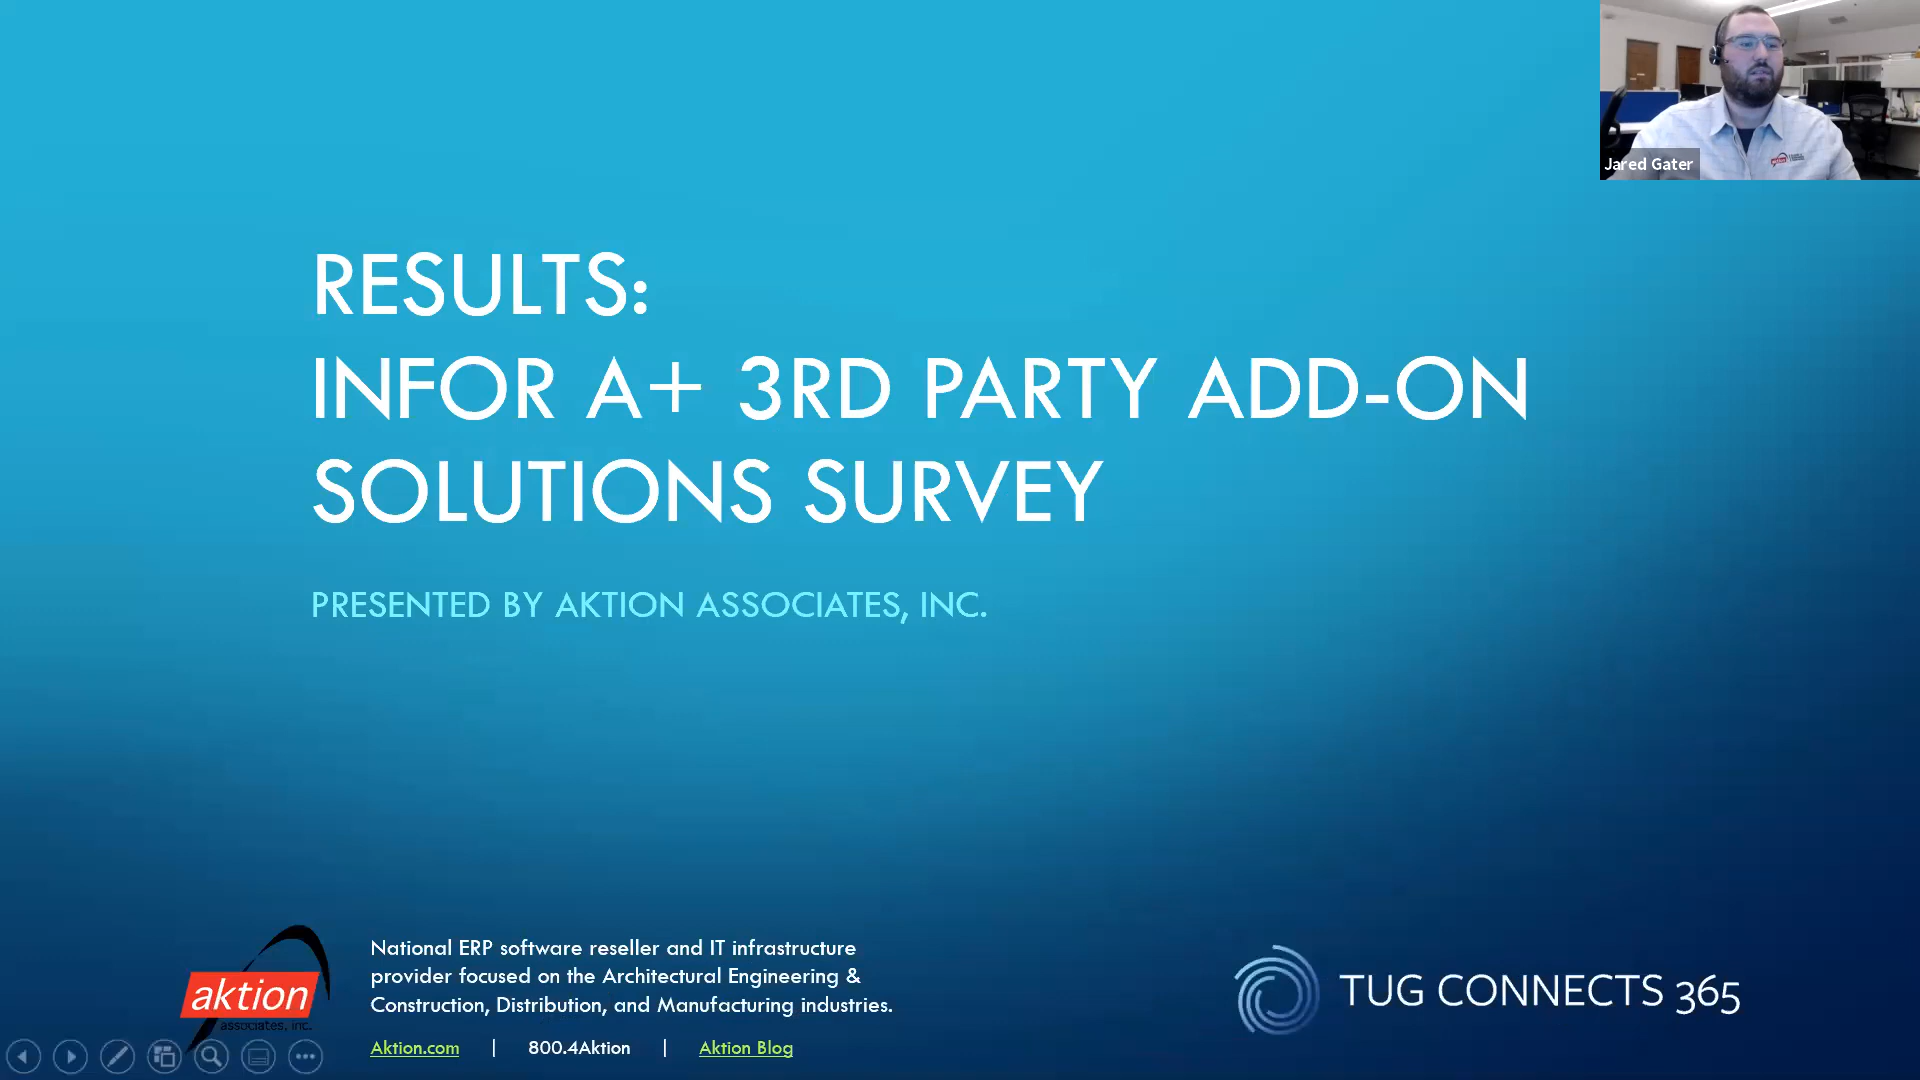 Jared Gater
RESULTS:
INFOR A+ 3RD PARTY ADD-ON
SOLUTIONS SURVEY
PRESENTED BY AKTION ASSOCIATES, INC.
aktion
associates, inc.
National ERP software reseller and IT infrastructure
provider focused on the Architectural Engineering &
Construction, Distribution, and Manufacturing industries.
Aktion.com | 800.4Aktion | Aktion Blog
TUG CONNECTS 365